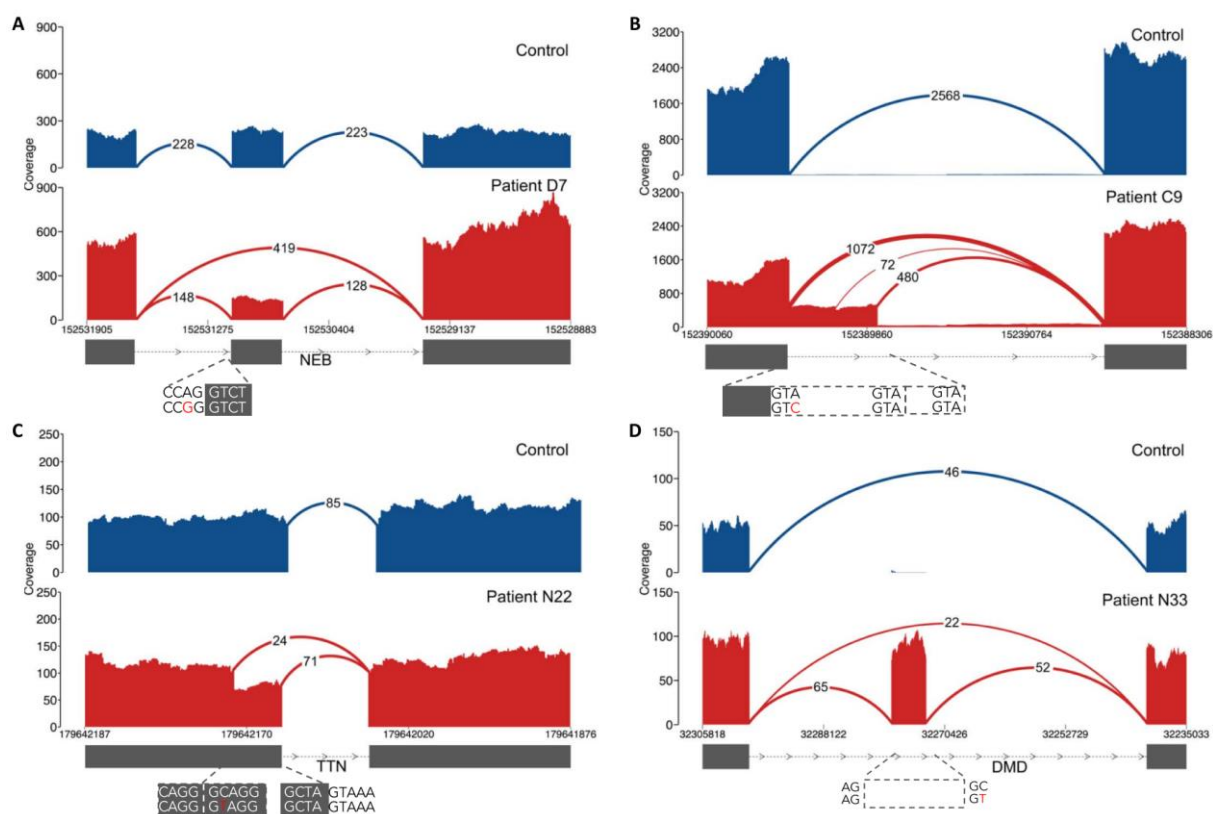 A
900
Control
600
300
228
223
0
Coverage
900
Patient D7
600
419
300
148
128
0
152531905
152531275
152530404
152529137
152528883
NEB
CCAG GTCT
CCGG GTCT
B
3200
Control
2400
2568
1600
800
0
Coverage
3200
Patient C9
2400
1072
1600
72
480
800
0
152390060
152389860
152390764
152388306
GTA GTA GTA
GTC GTA GTA
C
250
Control
200
150
85
100
50
0
Coverage
250
Patient N22
200
150
24
100
71
50
0
179642187
179642170
179642020
179641876
TTN
CAGG GCAGG GCTA GTAAA
CAGG GTAGG GCTA GTAAA
D
150
Control
100
46
50
0
Coverage
150
Patient N33
100
22
50
65
52
0
32305818
32288122
32270426
32252729
32235033
DMD
AG GC
AG GT